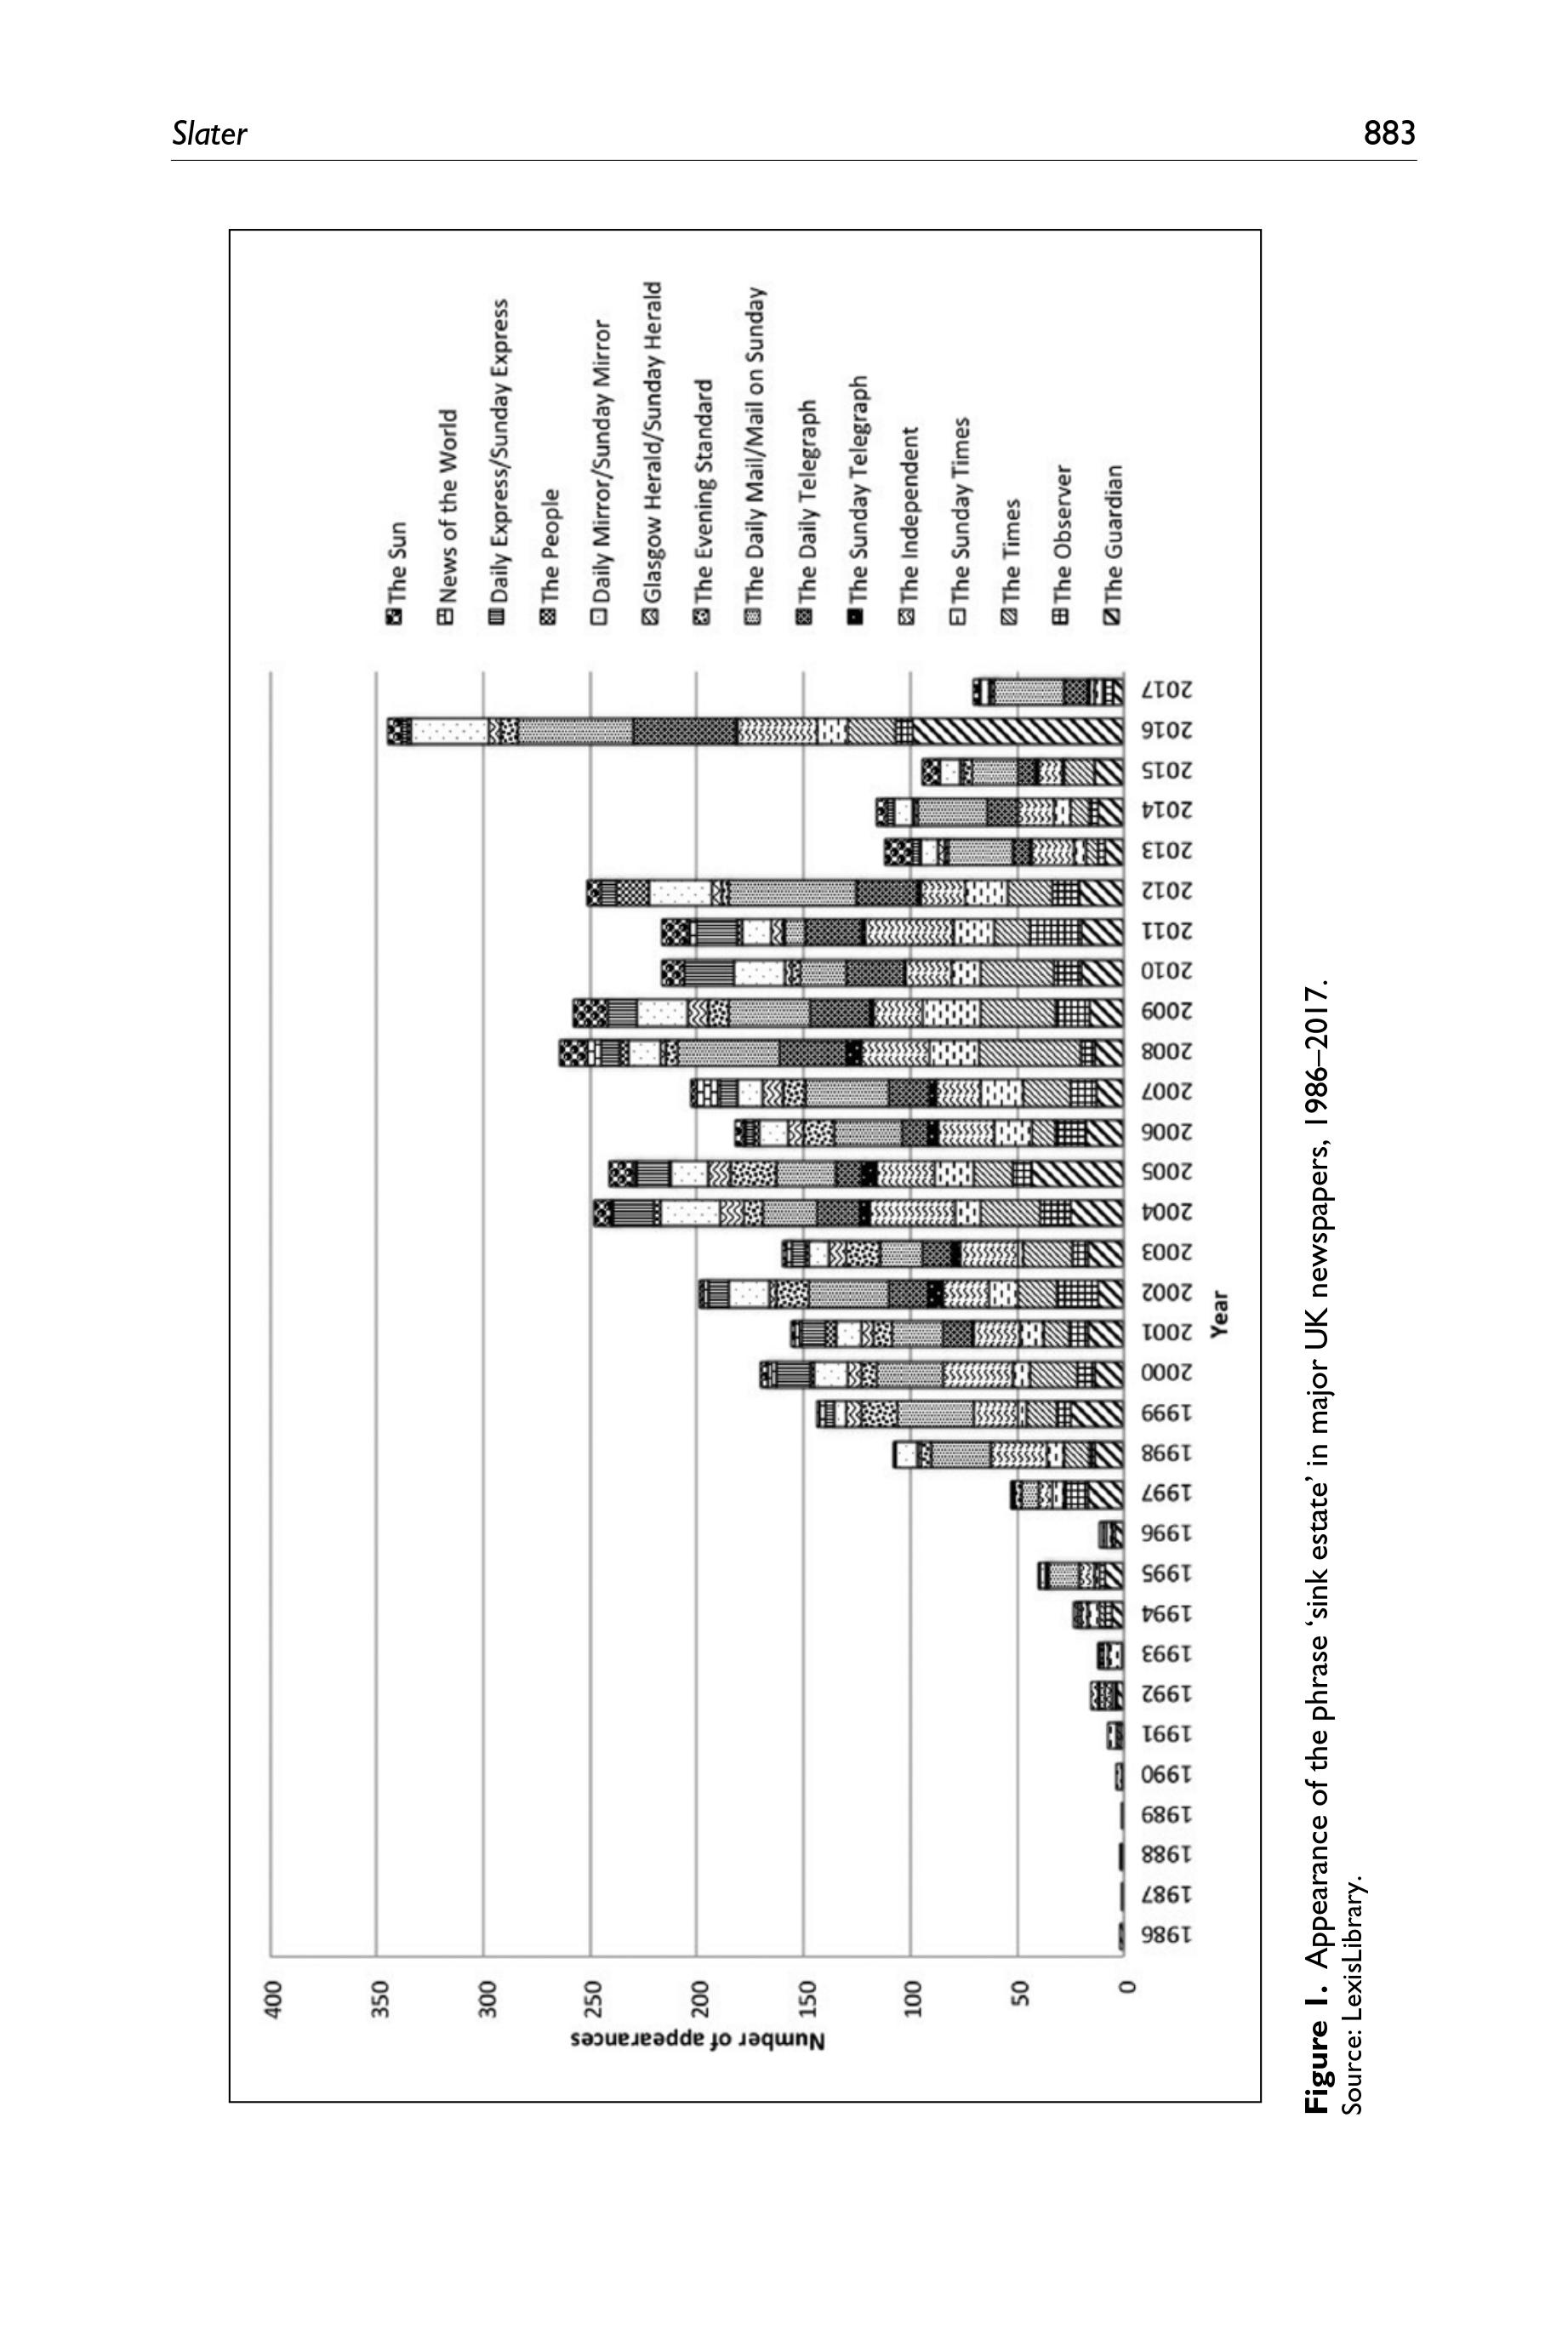 Slater 883
400
350
300
250
200
150
100
50
0
Number of appearances
1986 1987 1988 1989 1990 1991 1992 1993 1994 1995 1996 1997 1998 1999 2000 2001 2002 2003 2004 2005 2006 2007 2008 2009 2010 2011 2012 2013 2014 2015 2016 2017
Year
The Sun
News of the World
Daily Express/Sunday Express
The People
Daily Mirror/Sunday Mirror
Glasgow Herald/Sunday Herald
The Evening Standard
The Daily Mail/Mail on Sunday
The Daily Telegraph
The Sunday Telegraph
The Independent
The Sunday Times
The Times
The Observer
The Guardian
Figure 1. Appearance of the phrase ‘sink estate’ in major UK newspapers, 1986–2017.
Source: LexisLibrary.